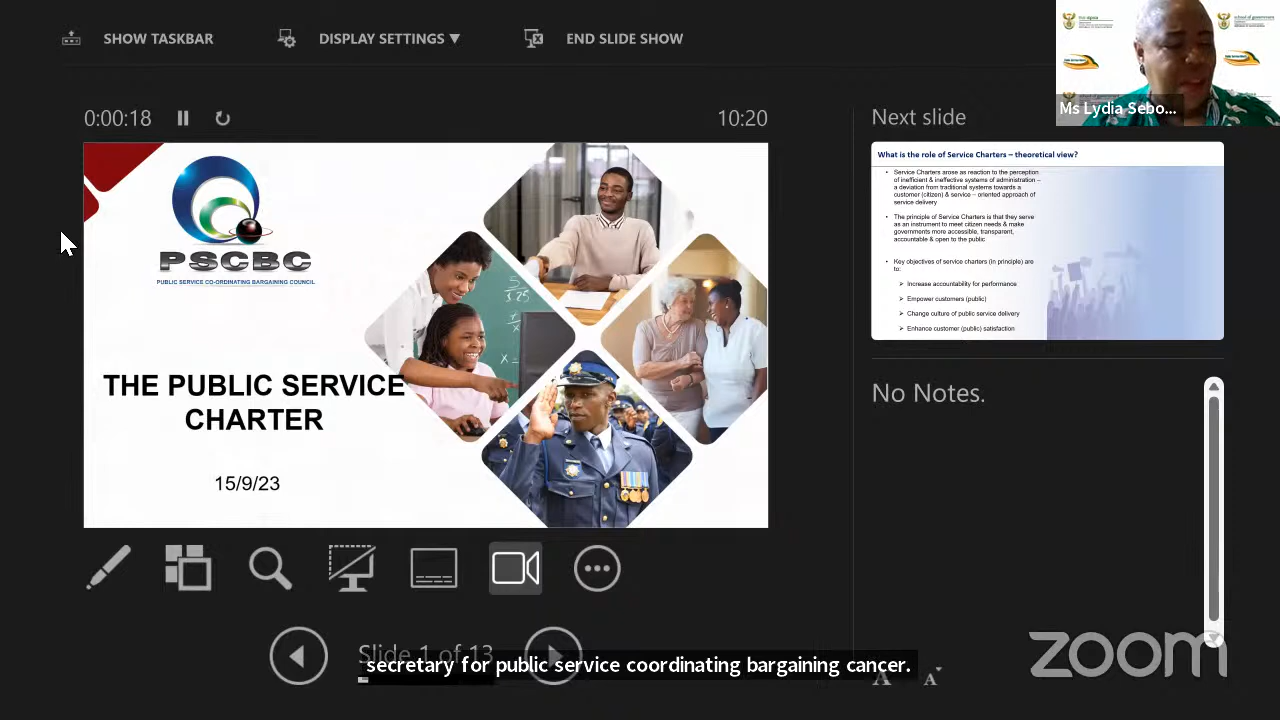 SHOW TASKBAR
DISPLAY SETTINGS ▼
END SLIDE SHOW
Ms Lydia Sebo...
0:00:18
10:20
Next slide
PSCBC
PUBLIC SERVICE CO-ORDINATING BARGAINING COUNCIL
THE PUBLIC SERVICE
CHARTER
15/9/23
What is the role of Service Charters – theoretical view?
• Service Charters arose as reaction to the perception
of inefficient & ineffective systems of administration –
a deviation from traditional systems towards a
customer (citizen) & service – oriented approach of
service delivery
• The principle of Service Charters is that they serve
as an instrument to meet citizen needs & make
governments more accessible, transparent,
accountable & open to the public
• Key objectives of service charters (in principle) are
to:
➢ Increase accountability for performance
➢ Empower customers (public)
➢ Change culture of public service delivery
➢ Enhance customer (public) satisfaction
No Notes.
Slide 1 of 13
secretary for public service coordinating bargaining cancer.
A A
zoom